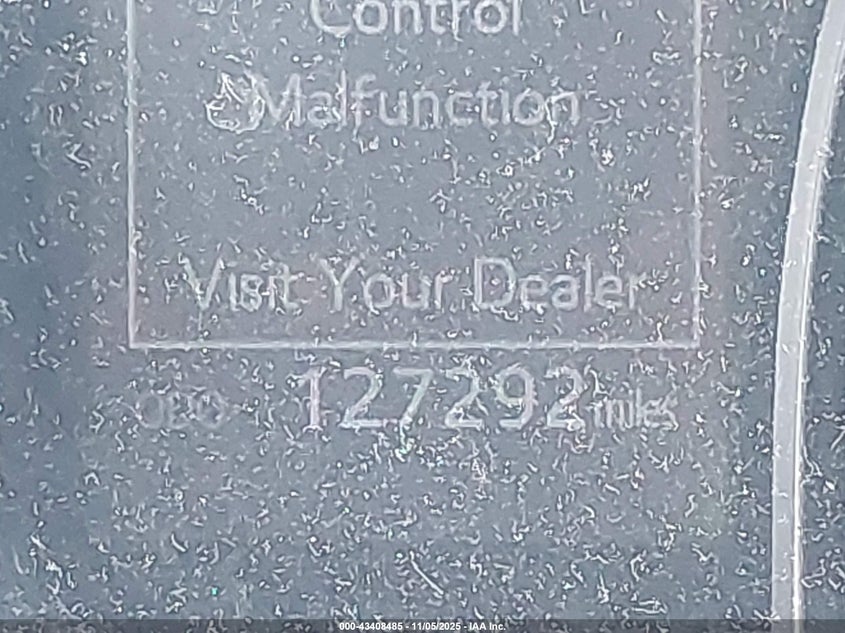 Control
Malfunction
Visit Your Dealer
ODO 127292 miles
000-43408485 - 11/05/2025 - IAA Inc.